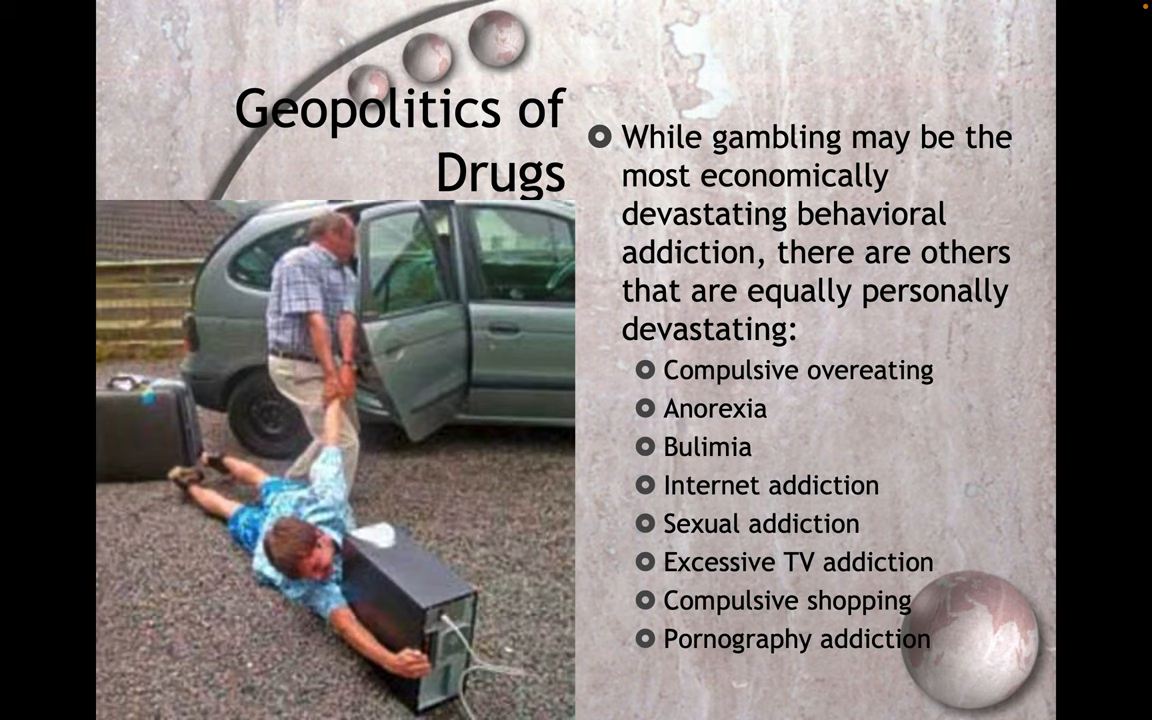 Geopolitics of
Drugs
While gambling may be the
most economically
devastating behavioral
addiction, there are others
that are equally personally
devastating:
Compulsive overeating
Anorexia
Bulimia
Internet addiction
Sexual addiction
Excessive TV addiction
Compulsive shopping
Pornography addiction